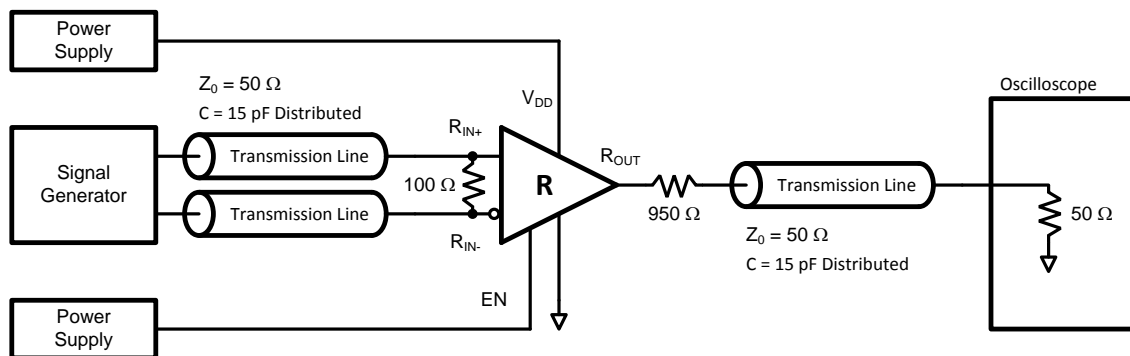 Power
Supply
Z0 = 50 Ω
C = 15 pF Distributed
VDD
Oscilloscope
Signal
Generator
Transmission Line
Transmission Line
RIN+
100 Ω
RIN-
R
ROUT
950 Ω
Transmission Line
Z0 = 50 Ω
C = 15 pF Distributed
50 Ω
EN
Power
Supply